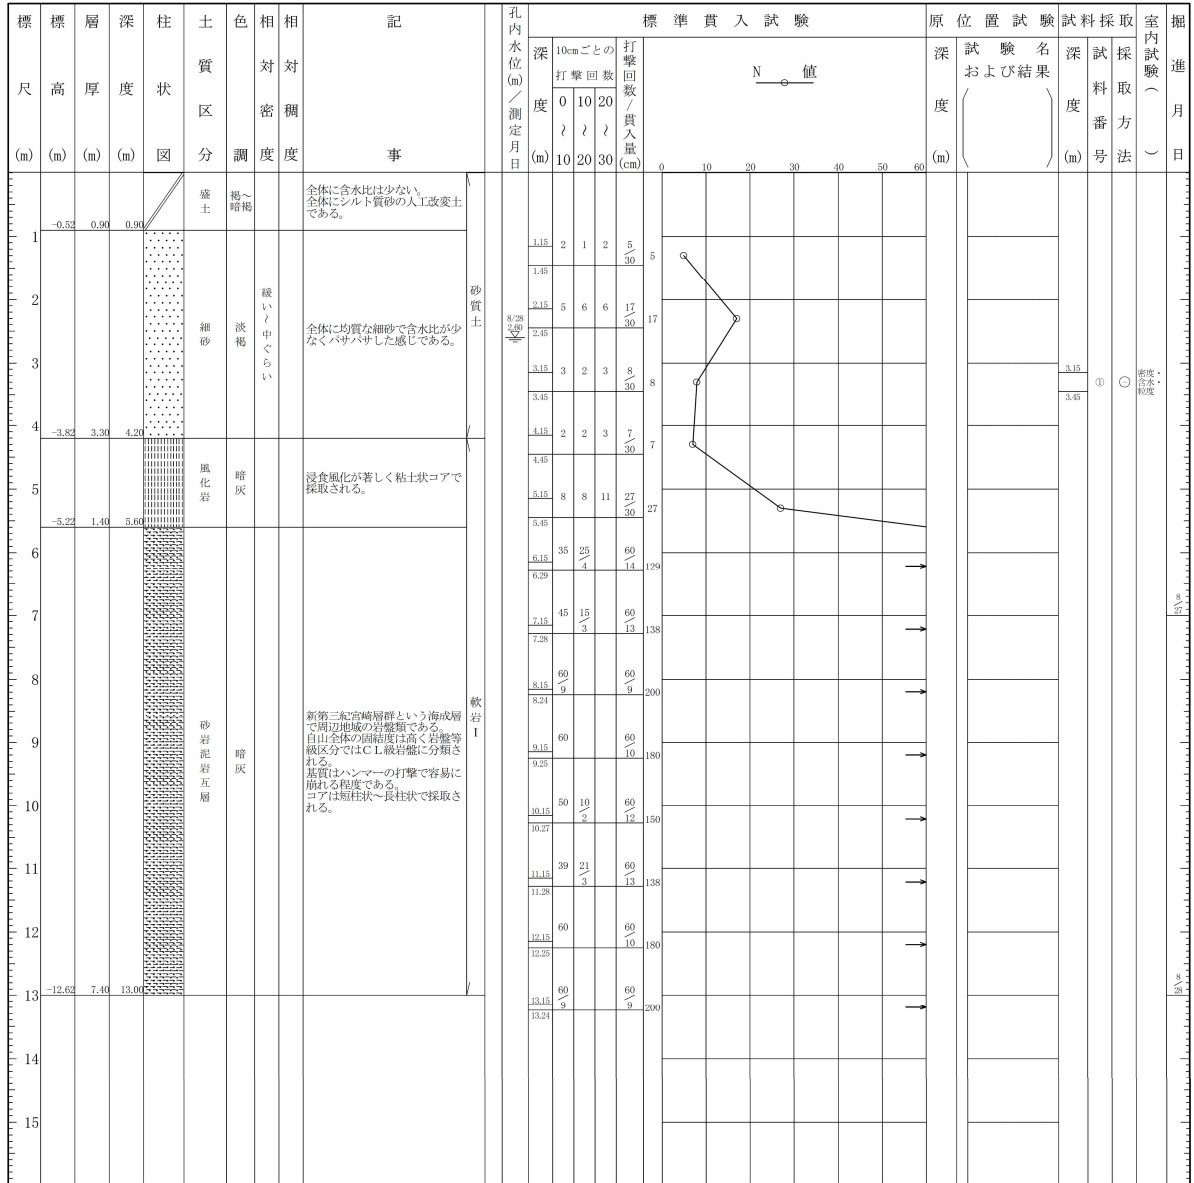 標尺(m)
標高(m)
層厚(m)
深度(m)
柱状図
土質区分
色調
相対密度
相対稠度
記事
孔内水位(m)／測定月日
標準貫入試験
深度(m)
10cmごとの
打撃回数
0 10 20
〜 〜 〜
10 20 30
打撃回数／貫入量(cm)
N 値
0 10 20 30 40 50 60
原位置試験
深度(m)
試験名
および結果
試料採取
深度(m)
試料番号
採取方法
室内試験( )
掘進月日
盛土
褐〜
暗褐
全体に含水比は少ない。
全体にシルト質砂の人工改変土
である。
-0.52 0.90 0.90
1
1.15 2 1 2 5/30 5
1.45
砂質土
2
細砂
淡褐
緩い〜中ぐらい
全体に均質な細砂で含水比が少
なくパサパサした感じである。
8/28
2.60
2.15 5 6 6 17/30 17
2.45
3
3.15 3 2 3 8/30 8
3.45
3.15
3.45
①
密度・
含水・
粒度
-3.82 3.30 4.20
4
4.15 2 2 3 7/30 7
4.45
風化岩
暗灰
浸食風化が著しく粘土状コアで
採取される。
5
5.15 8 8 11 27/30 27
5.45
-5.22 1.40 5.60
6
6.15 35 25/4 60/14 129
6.29
7
7.15 45 15/3 60/13 138
7.28
8/27
8
8.15 60/9 60/9 200
8.24
軟岩Ⅰ
砂岩泥岩互層
暗灰
新第三紀宮崎層群という海成層
で周辺地域の岩盤類である。
自山全体の固結度は高く岩盤等
級区分ではＣＬ級岩盤に分類さ
れる。
基質はハンマーの打撃で容易に
崩れる程度である。
コアは短柱状〜長柱状で採取さ
れる。
9
9.15 60 60/10 180
9.25
10
10.15 50 10/2 60/12 150
10.27
11
11.15 39 21/3 60/13 138
11.28
12
12.15 60 60/10 180
12.25
-12.62 7.40 13.00
8/28
13
13.15 60/9 60/9 200
13.24
14
15